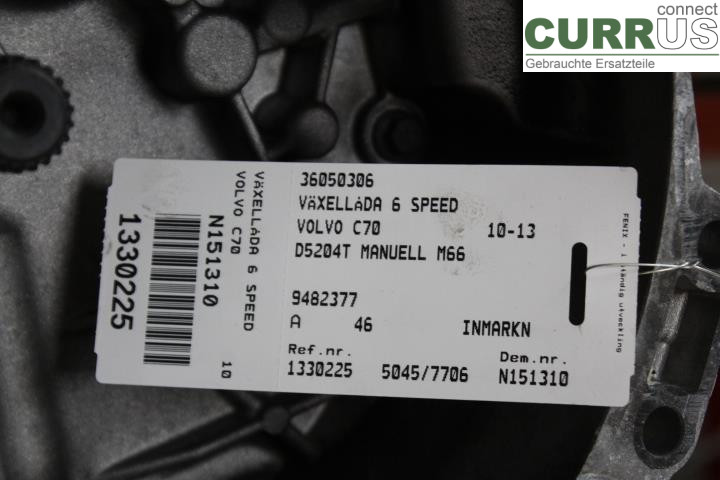 connect
CURRUS
Gebrauchte Ersatzteile
36050306
VÄXELLÅDA 6 SPEED
VOLVO C70 10-13
D5204T MANUELL M66
9482377
A 46 INMARKN
Ref.nr. Dem.nr.
1330225 5045/7706 N151310
VÄXELLÅDA 6 SPEED
VOLVO C70 10
N151310
1330225
FENIX - i ständig utveckling